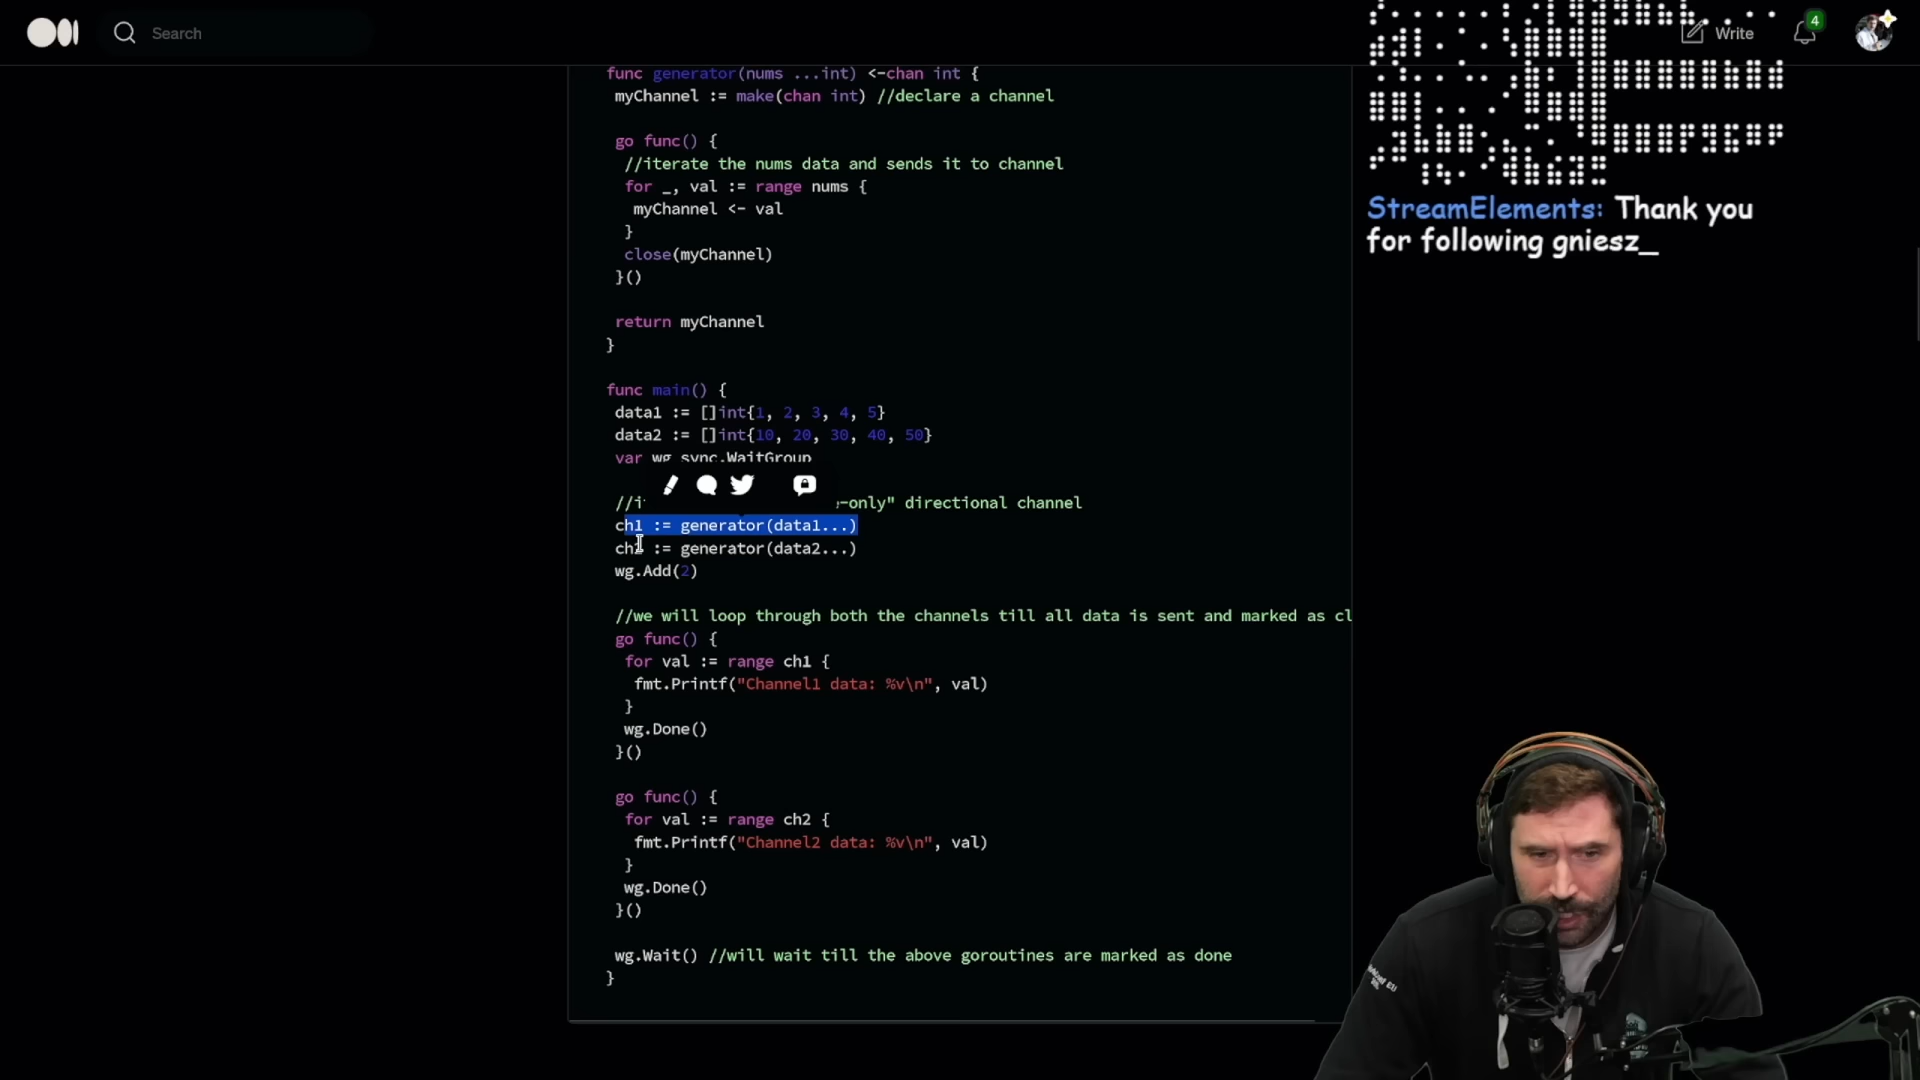 Search
Write
4
func generator(nums ...int) <-chan int {
myChannel := make(chan int) //declare a channel
go func() {
//iterate the nums data and sends it to channel
for _, val := range nums {
myChannel <- val
}
close(myChannel)
}()
return myChannel
}
func main() {
data1 := []int{1, 2, 3, 4, 5}
data2 := []int{10, 20, 30, 40, 50}
var wg sync.WaitGroup
-only" directional channel
ch1 := generator(data1...)
ch2 := generator(data2...)
wg.Add(2)
//we will loop through both the channels till all data is sent and marked as cl
go func() {
for val := range ch1 {
fmt.Printf("Channel1 data: %v\n", val)
}
wg.Done()
}()
go func() {
for val := range ch2 {
fmt.Printf("Channel2 data: %v\n", val)
}
wg.Done()
}()
wg.Wait() //will wait till the above goroutines are marked as done
}
StreamElements: Thank you
for following gniesz_